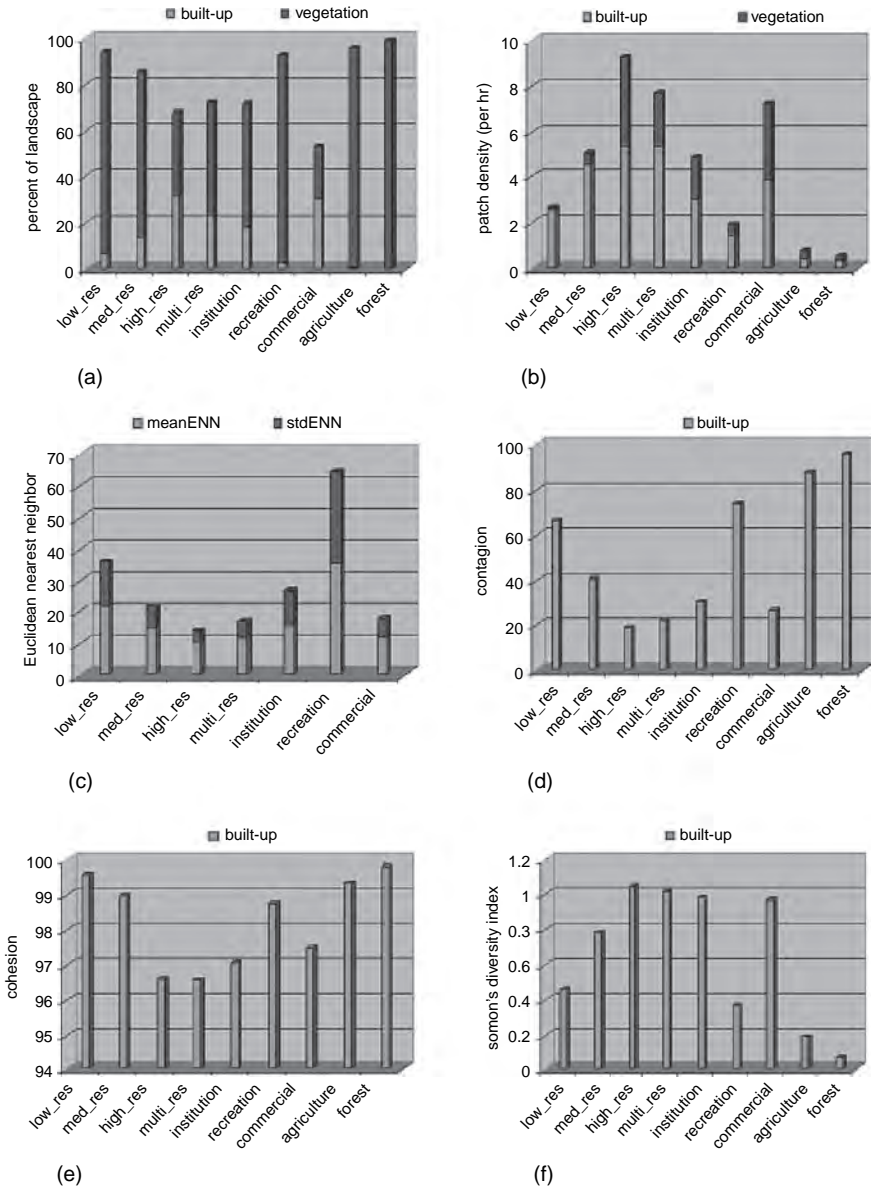 built-up vegetation
percent of landscape
100
80
60
40
20
0
low_res
med_res
high_res
multi_res
institution
recreation
commercial
agriculture
forest
(a)
built-up vegetation
patch density (per hr)
10
8
6
4
2
0
low_res
med_res
high_res
multi_res
institution
recreation
commercial
agriculture
forest
(b)
meanENN stdENN
Euclidean nearest neighbor
70
60
50
40
30
20
10
0
low_res
med_res
high_res
multi_res
institution
recreation
commercial
(c)
built-up
contagion
100
80
60
40
20
0
low_res
med_res
high_res
multi_res
institution
recreation
commercial
agriculture
forest
(d)
built-up
cohesion
100
99
98
97
96
95
94
low_res
med_res
high_res
multi_res
institution
recreation
commercial
agriculture
forest
(e)
built-up
somon's diversity index
1.2
1
0.3
0.6
0.4
0.2
0
low_res
med_res
high_res
multi_res
institution
recreation
commercial
agriculture
forest
(f)